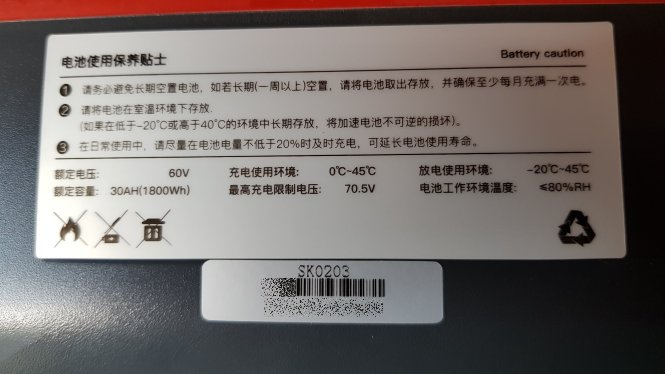 电池使用保养贴士 Battery caution
❶ 请务必避免长期空置电池，如若长期(一周以上)空置，请将电池取出存放，并确保至少每月充满一次电。
❷ 请将电池在室温环境下存放.
(如果在低于-20℃或高于40℃的环境中长期存放，将加速电池不可逆的损坏)。
❸ 在日常使用中，请尽量在电池电量不低于20%时及时充电，可延长电池使用寿命。
额定电压: 60V 充电使用环境: 0℃~45℃ 放电使用环境: -20℃~45℃
额定容量: 30AH(1800Wh) 最高充电限制电压: 70.5V 电池工作环境温度: ≤80%RH
SK0203